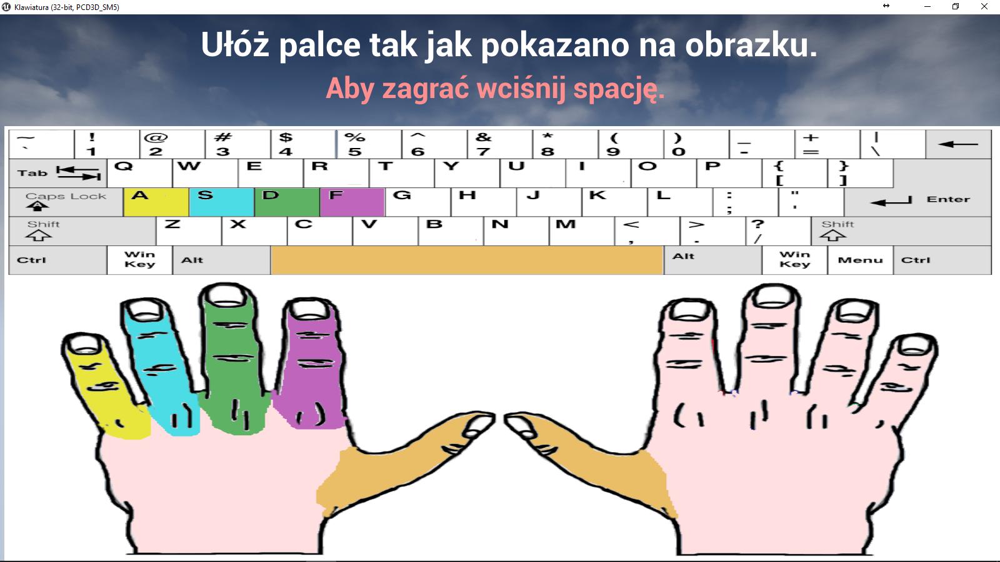 Klawiatura (32-bit, PCD3D_SM5)
Ułóż palce tak jak pokazano na obrazku.
Aby zagrać wciśnij spację.
~ ! @ # $ % ^ & * ( ) _ + |
` 1 2 3 4 5 6 7 8 9 0 - = \
Tab Q W E R T Y U I O P { }
[ ]
Caps Lock A S D F G H J K L : " Enter
; '
Shift Z X C V B N M < > ? Shift
, . /
Ctrl Win Key Alt Alt Win Key Menu Ctrl